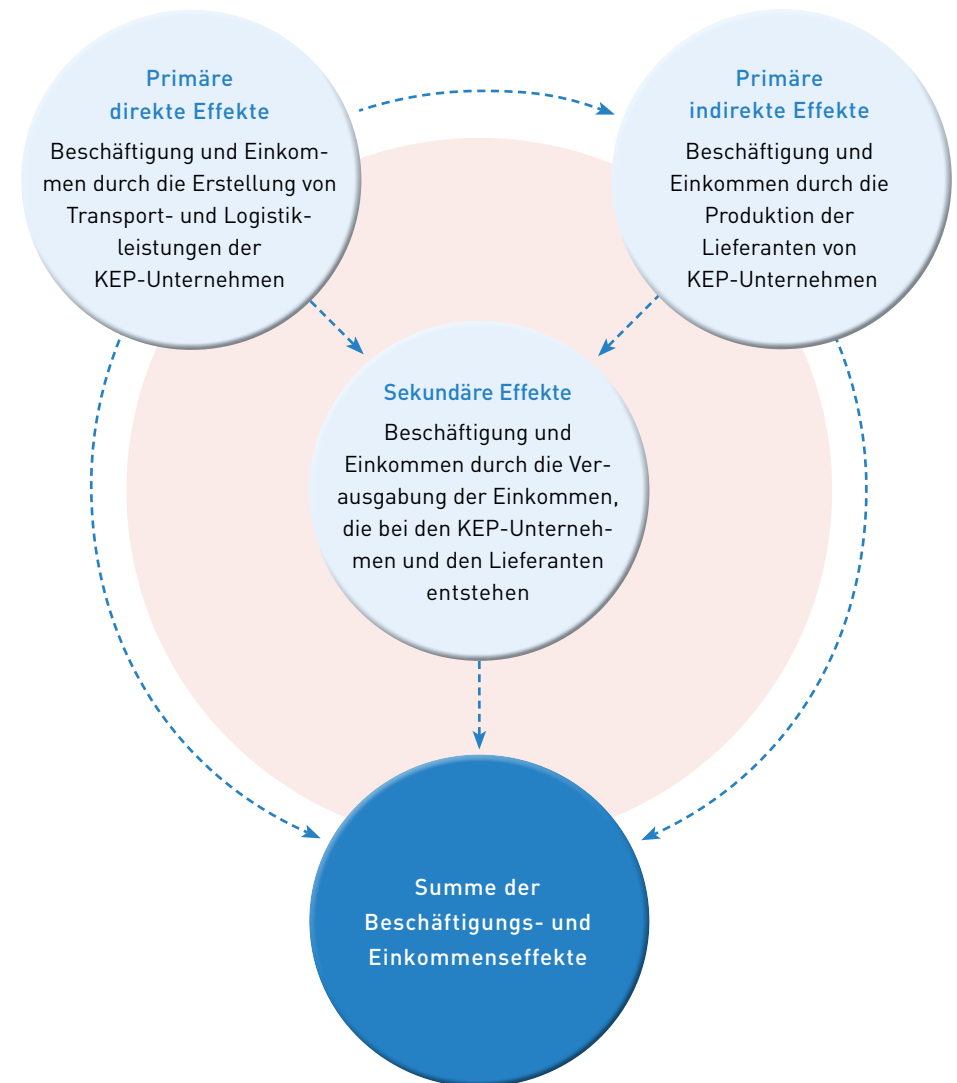 Primäre
direkte Effekte
Beschäftigung und Einkom-
men durch die Erstellung von
Transport- und Logistik-
leistungen der
KEP-Unternehmen
Primäre
indirekte Effekte
Beschäftigung und
Einkommen durch die
Produktion der
Lieferanten von
KEP-Unternehmen
Sekundäre Effekte
Beschäftigung und
Einkommen durch die Ver-
ausgabung der Einkommen,
die bei den KEP-Unterneh-
men und den Lieferanten
entstehen
Summe der
Beschäftigungs- und
Einkommenseffekte